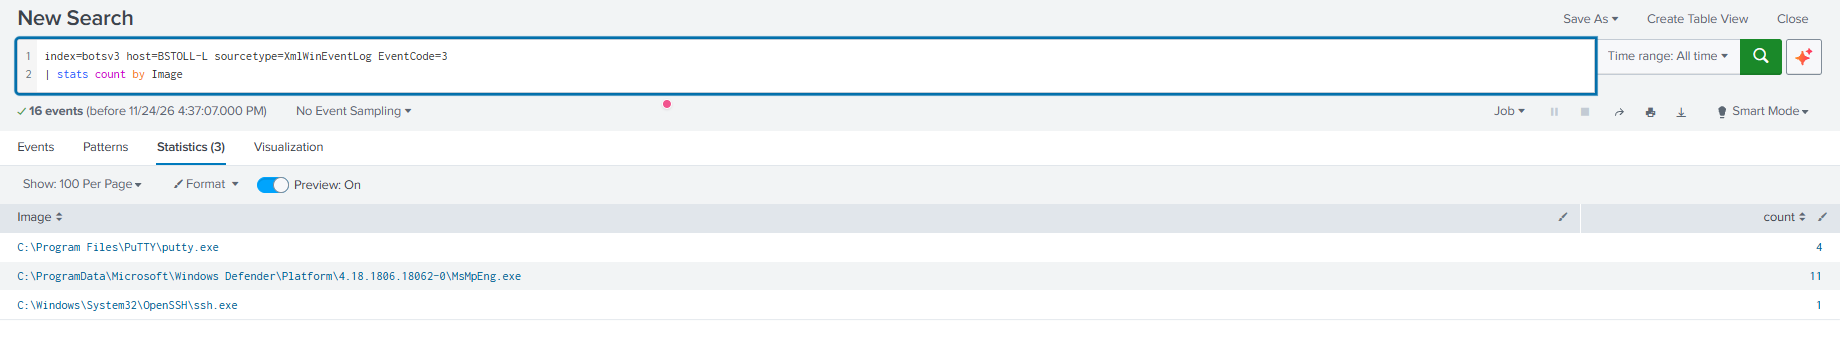 New Search
Save As Create Table View Close
1 index=botsv3 host=BSTOLL-L sourcetype=XmlWinEventLog EventCode=3
2 | stats count by Image
Time range: All time
16 events (before 11/24/26 4:37:07.000 PM) No Event Sampling
Job Smart Mode
Events Patterns Statistics (3) Visualization
Show: 100 Per Page Format Preview: On
Image count
C:\Program Files\PuTTY\putty.exe 4
C:\ProgramData\Microsoft\Windows Defender\Platform\4.18.1806.18062-0\MsMpEng.exe 11
C:\Windows\System32\OpenSSH\ssh.exe 1